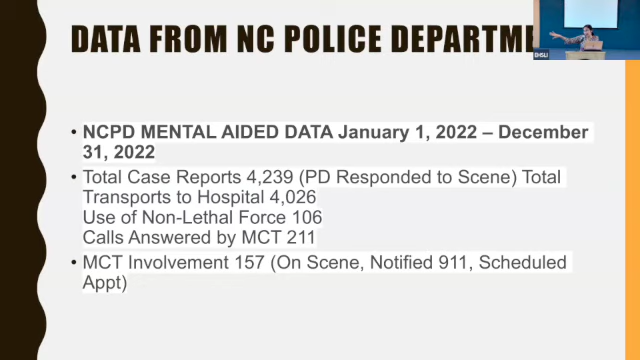 DATA FROM NC POLICE DEPARTME
• NCPD MENTAL AIDED DATA January 1, 2022 – December
31, 2022
• Total Case Reports 4,239 (PD Responded to Scene) Total
Transports to Hospital 4,026
Use of Non-Lethal Force 106
Calls Answered by MCT 211
• MCT Involvement 157 (On Scene, Notified 911, Scheduled
Appt)